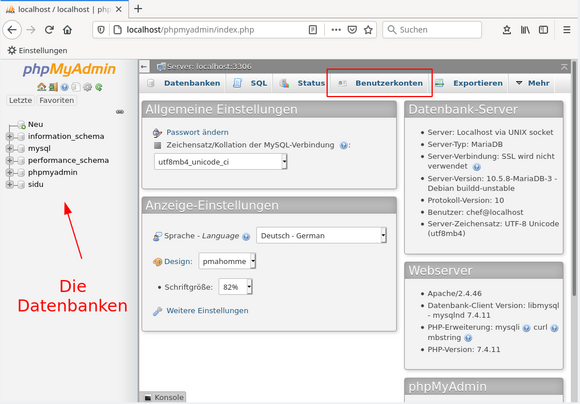 localhost / localhost | php
localhost/phpmyadmin/index.php
Suchen
Einstellungen
phpMyAdmin
Letzte Favoriten
Neu
information_schema
mysql
performance_schema
phpmyadmin
sidu
Die
Datenbanken
Server: localhost:3306
Datenbanken SQL Status Benutzerkonten Exportieren Mehr
Allgemeine Einstellungen
Passwort ändern
Zeichensatz/Kollation der MySQL-Verbindung :
utf8mb4_unicode_ci
Anzeige-Einstellungen
Sprache - Language Deutsch - German
Design: pmahomme
Schriftgröße: 82%
Weitere Einstellungen
Konsole
Datenbank-Server
Server: Localhost via UNIX socket
Server-Typ: MariaDB
Server-Verbindung: SSL wird nicht
verwendet
Server-Version: 10.5.8-MariaDB-3 -
Debian buildd-unstable
Protokoll-Version: 10
Benutzer: chef@localhost
Server-Zeichensatz: UTF-8 Unicode
(utf8mb4)
Webserver
Apache/2.4.46
Datenbank-Client Version: libmysql
- mysqlnd 7.4.11
PHP-Erweiterung: mysqli curl
mbstring
PHP-Version: 7.4.11
phpMyAdmin